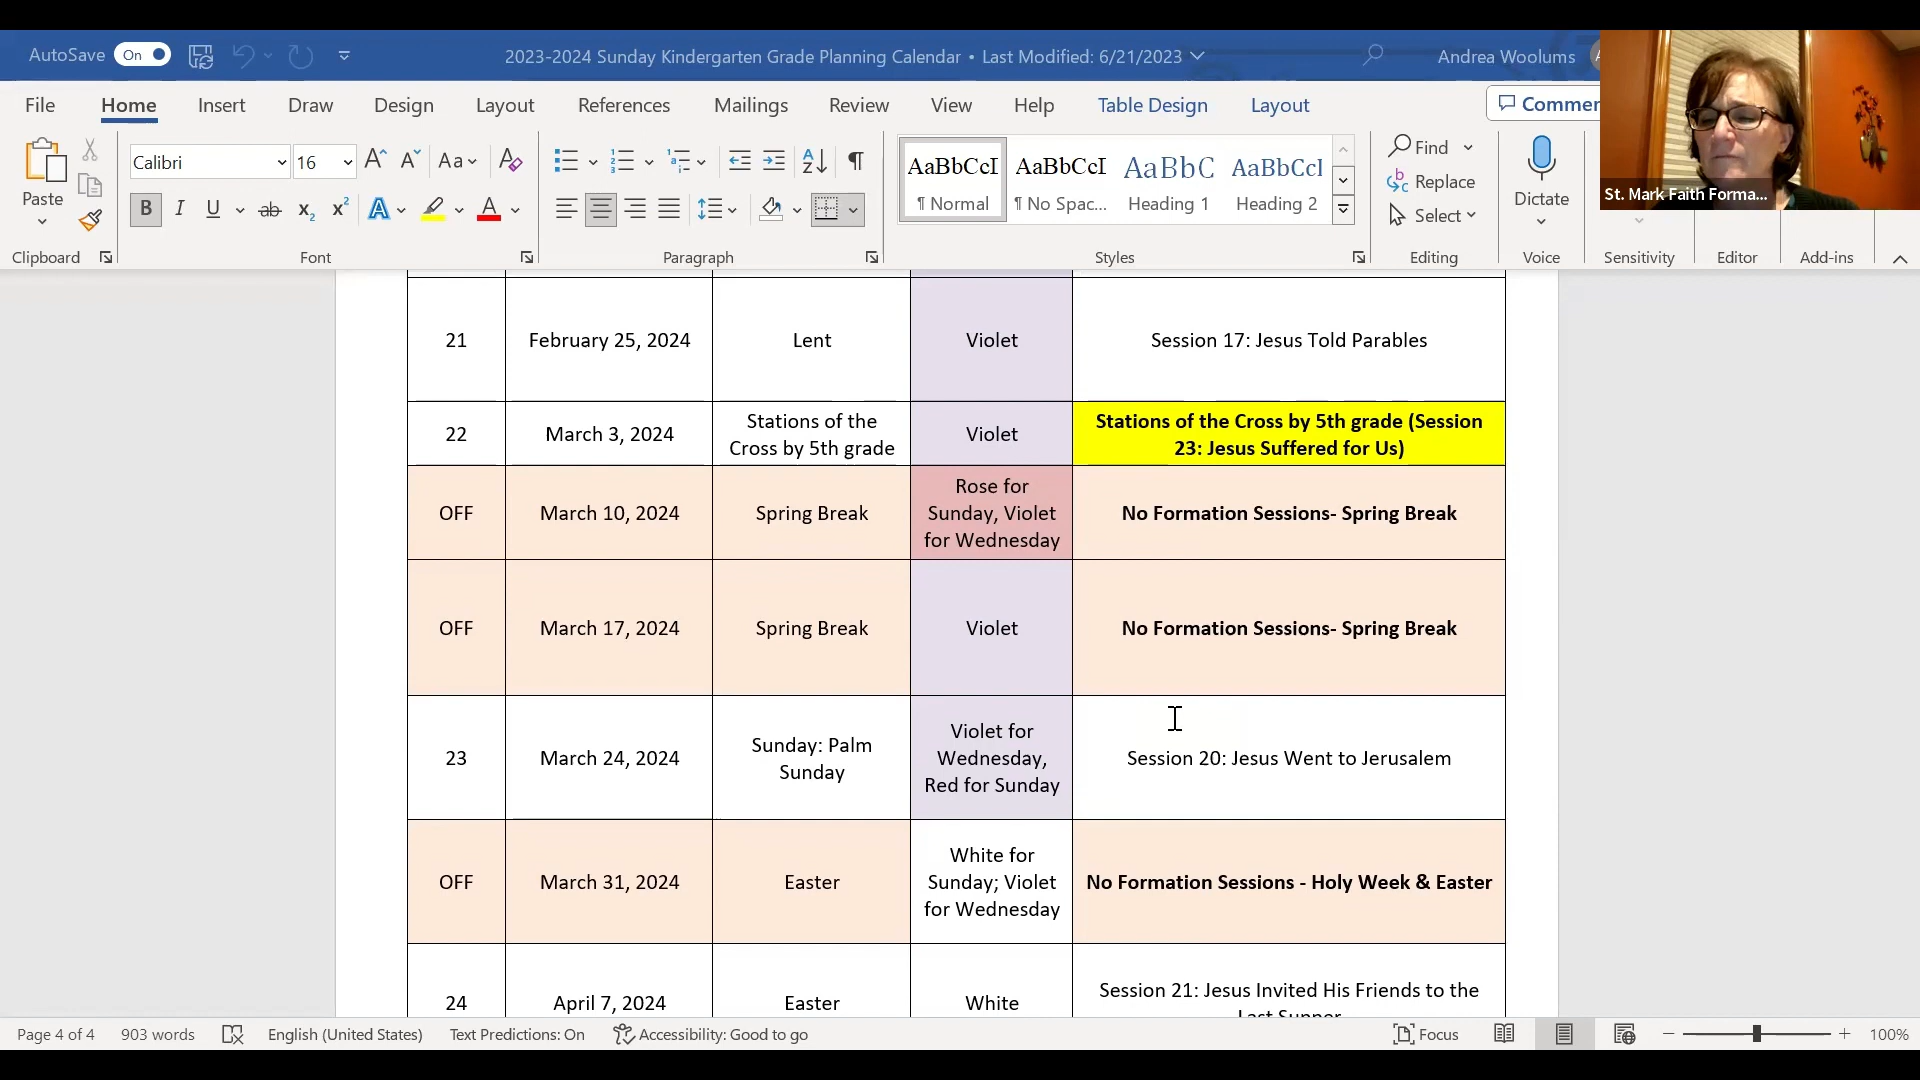 AutoSave On 2023-2024 Sunday Kindergarten Grade Planning Calendar • Last Modified: 6/21/2023 Andrea Woolums
File Home Insert Draw Design Layout References Mailings Review View Help Table Design Layout
Calibri 16 Aa
Paste
B I U ab x₂ x² A A
Clipboard Font Paragraph Styles Editing Voice Sensitivity Editor Add-ins
AaBbCcI AaBbCcI AaBbC AaBbCcI
¶ Normal ¶ No Spac... Heading 1 Heading 2
Find
Replace
Select
Dictate
St. Mark Faith Forma...
21 February 25, 2024 Lent Violet Session 17: Jesus Told Parables
22 March 3, 2024 Stations of the Violet Stations of the Cross by 5th grade (Session
Cross by 5th grade 23: Jesus Suffered for Us)
OFF March 10, 2024 Spring Break Rose for No Formation Sessions- Spring Break
Sunday, Violet
for Wednesday
OFF March 17, 2024 Spring Break Violet No Formation Sessions- Spring Break
23 March 24, 2024 Sunday: Palm Violet for Session 20: Jesus Went to Jerusalem
Sunday Wednesday,
Red for Sunday
OFF March 31, 2024 Easter White for No Formation Sessions - Holy Week & Easter
Sunday; Violet
for Wednesday
24 April 7, 2024 Easter White Session 21: Jesus Invited His Friends to the
Last Supper
Page 4 of 4 903 words English (United States) Text Predictions: On Accessibility: Good to go Focus 100%